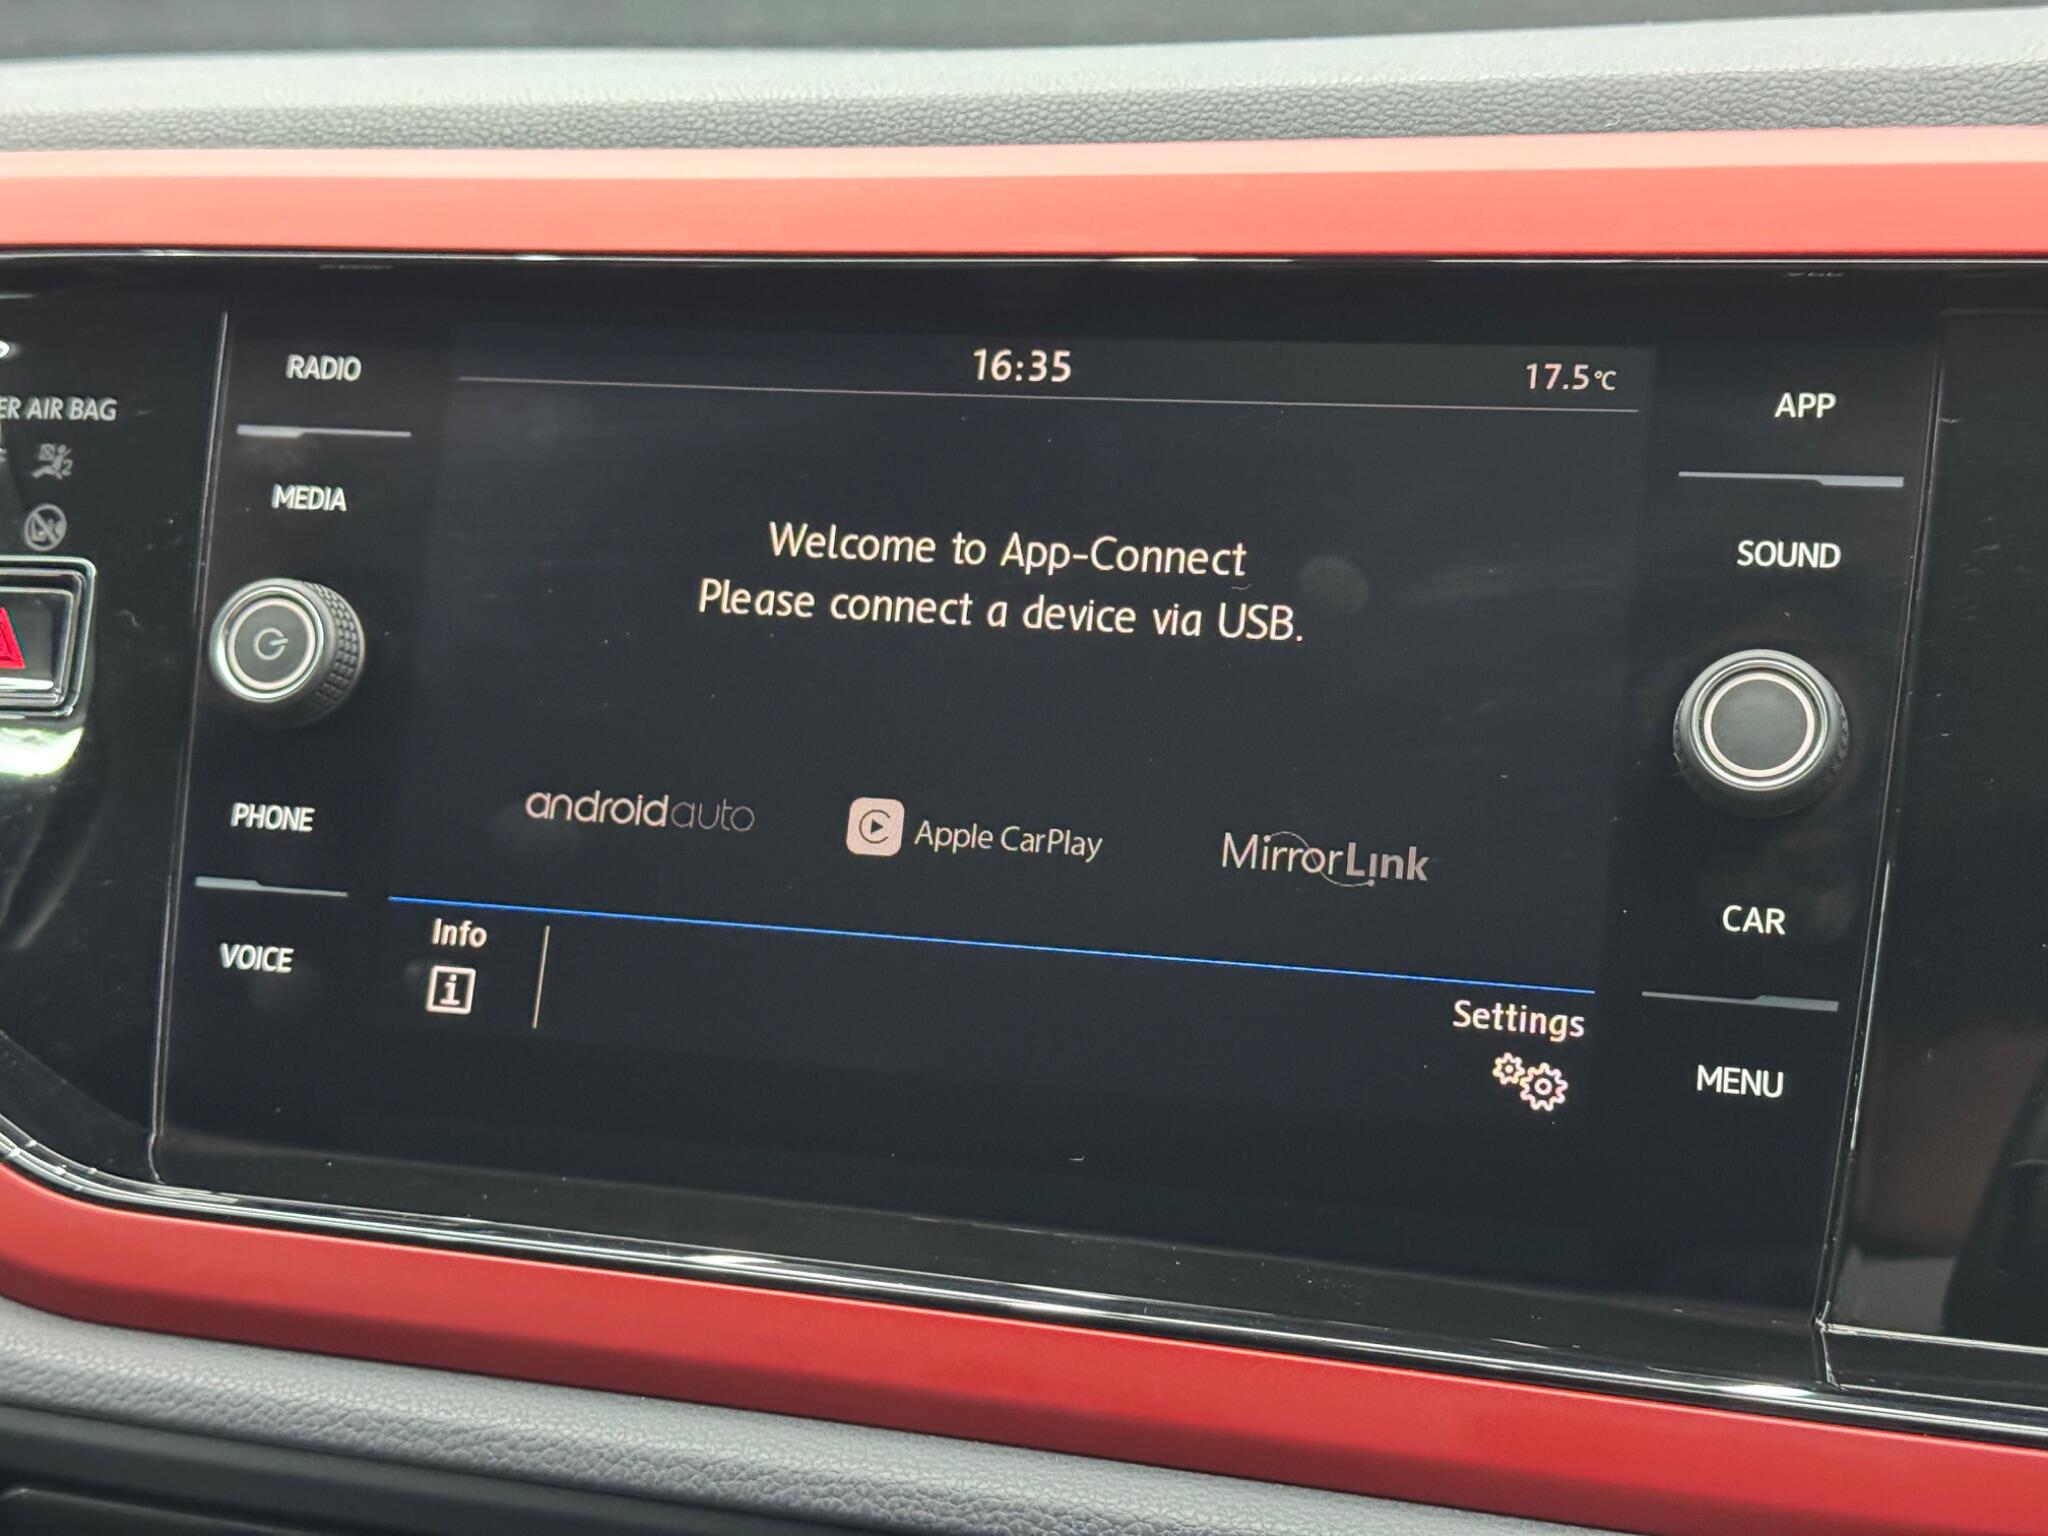 RADIO
MEDIA
PHONE
VOICE
ER AIR BAG
16:35
17.5°C
Welcome to App-Connect
Please connect a device via USB.
androidauto
Apple CarPlay
MirrorLink
Info
i
Settings
APP
SOUND
CAR
MENU